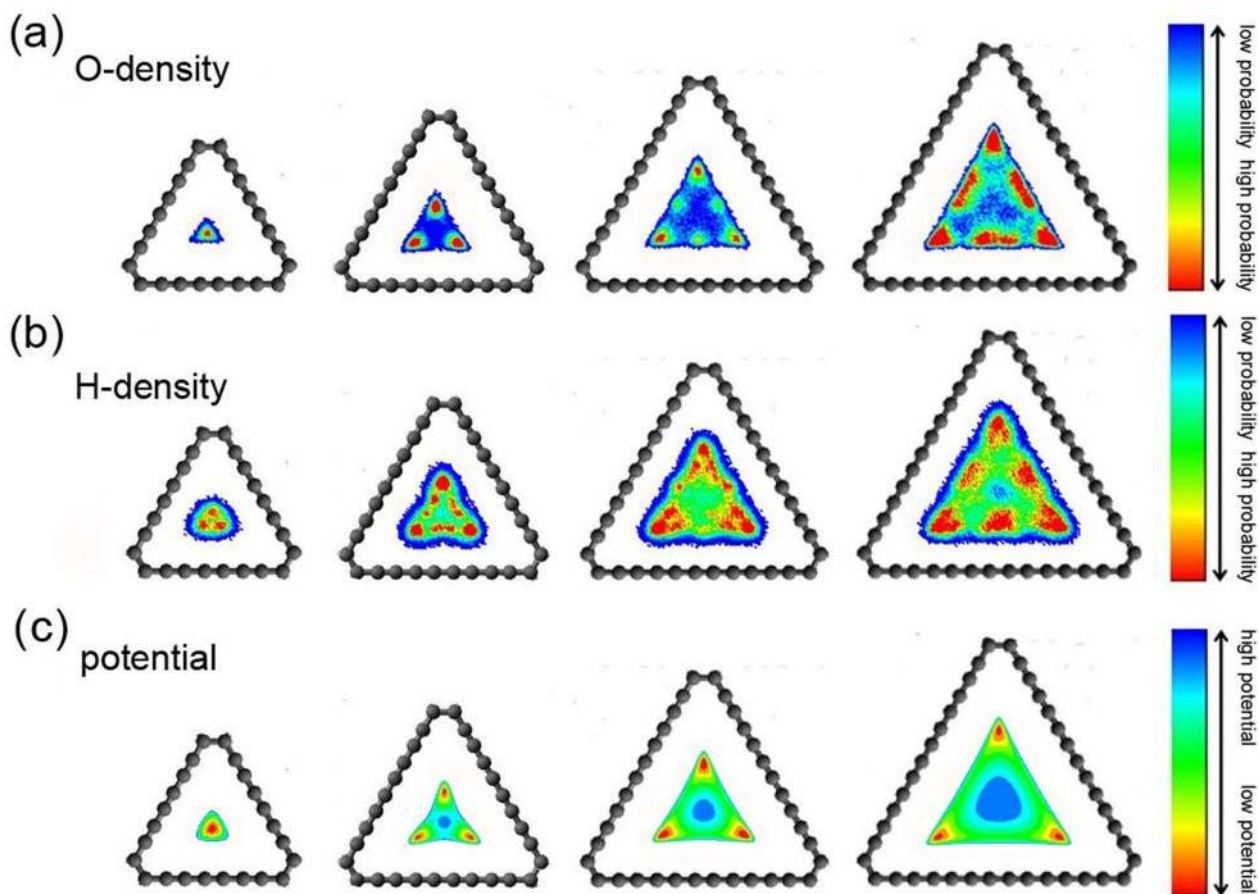 (a)
O-density
low probability high probability
(b)
H-density
low probability high probability
(c)
potential
high potential low potential